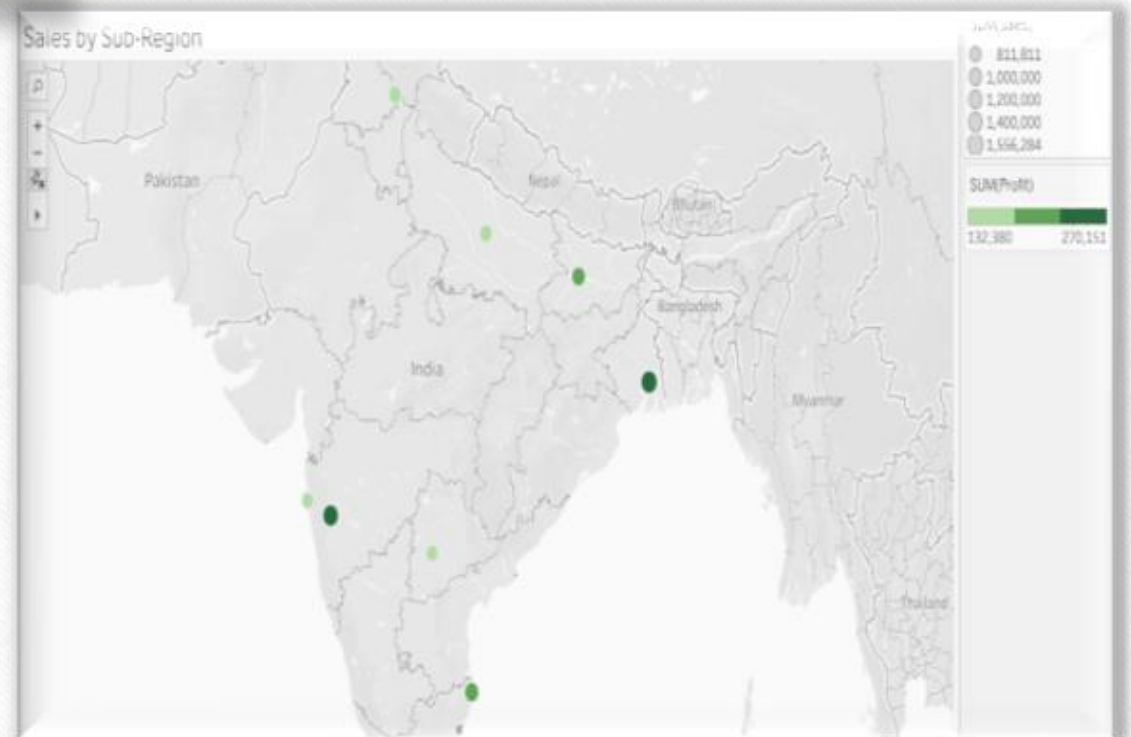 Sales by Sub-Region
811,811
1,000,000
1,200,000
1,400,000
1,556,284
SUM(Profit)
132,380
270,151
Pakistan
Nepal
Bhutan
Bangladesh
India
Myanmar
Thailand